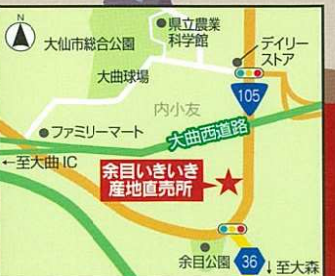 N
県立農業
科学館
大仙市総合公園
デイリー
ストア
大曲球場
105
内小友
ファミリーマート
大曲西道路
←至大曲IC
余目いきいき
産地直売所
余目公園
36
↓至大森